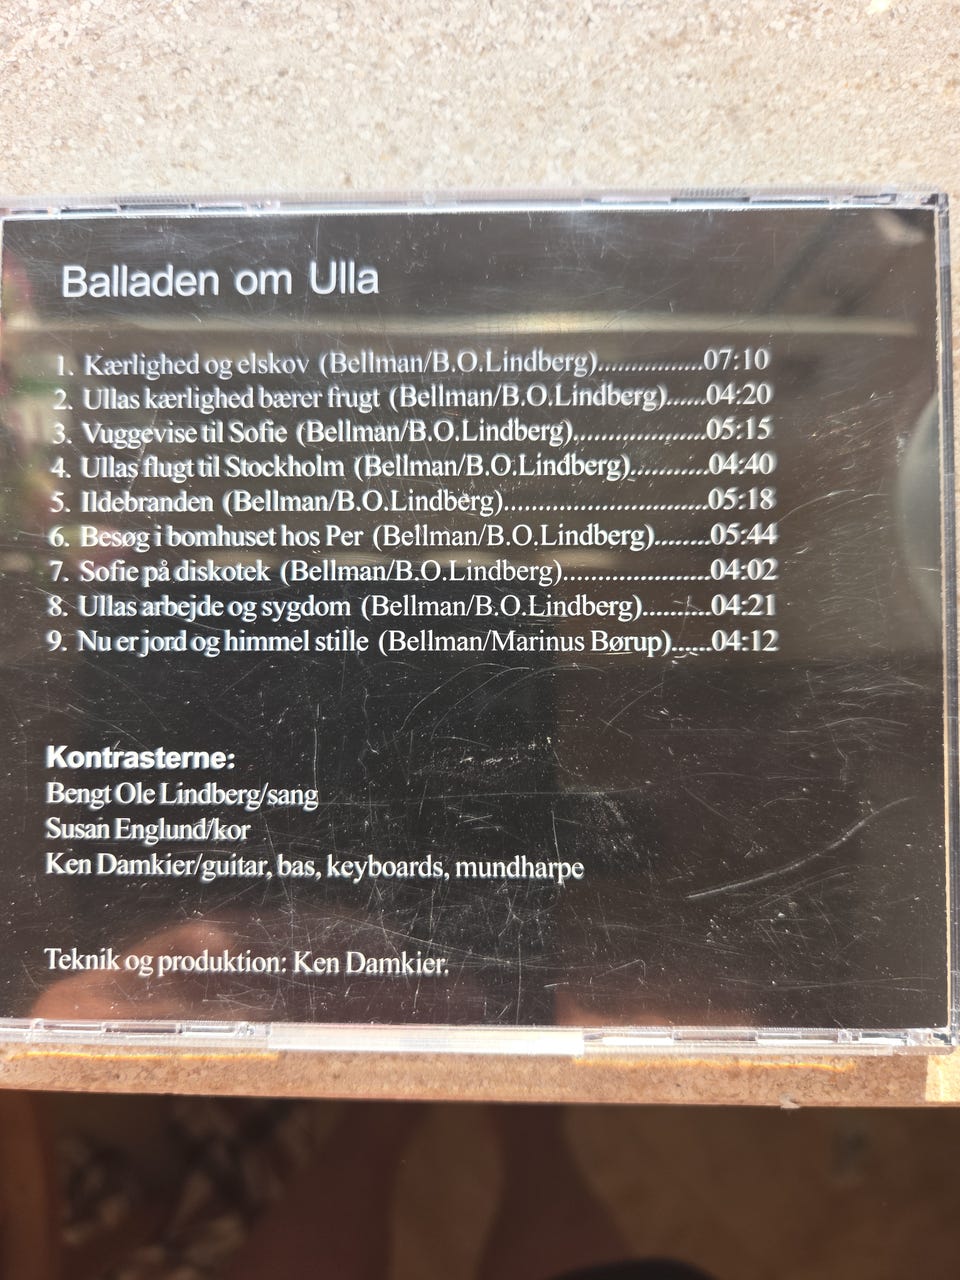 Balladen om Ulla
1. Kærlighed og elskov (Bellman/B.O.Lindberg)..................07:10
2. Ullas kærlighed bærer frugt (Bellman/B.O.Lindberg)......04:20
3. Vuggevise til Sofie (Bellman/B.O.Lindberg)......................05:15
4. Ullas flugt til Stockholm (Bellman/B.O.Lindberg)............04:40
5. Ildebranden (Bellman/B.O.Lindberg)...............................05:18
6. Besøg i bomhuset hos Per (Bellman/B.O.Lindberg)........05:44
7. Sofie på diskotek (Bellman/B.O.Lindberg)......................04:02
8. Ullas arbejde og sygdom (Bellman/B.O.Lindberg)..........04:21
9. Nu er jord og himmel stille (Bellman/Marinus Børup)......04:12
Kontrasterne:
Bengt Ole Lindberg/sang
Susan Englund/kor
Ken Damkier/guitar, bas, keyboards, mundharpe
Teknik og produktion: Ken Damkier.